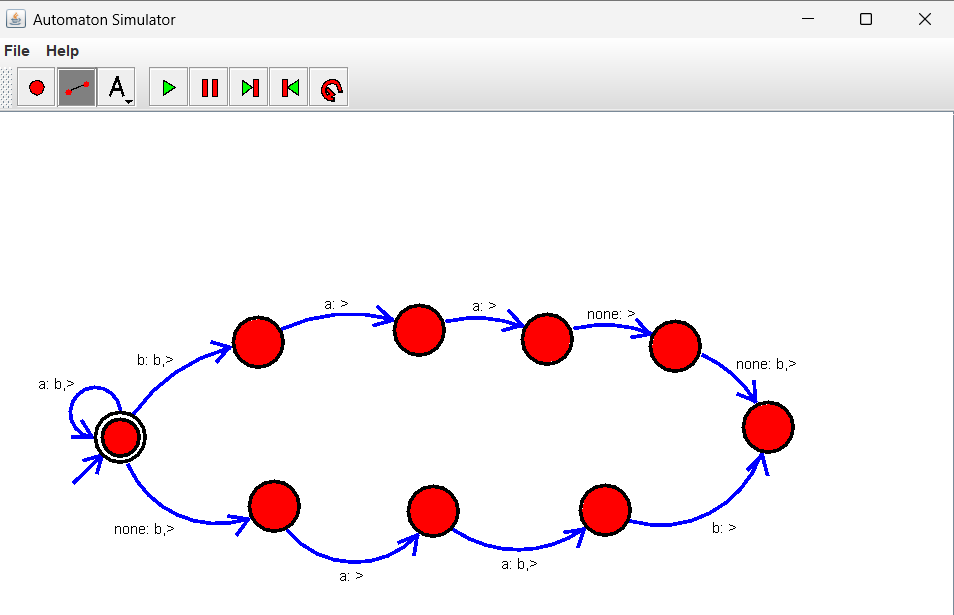 Automaton Simulator
File Help
A
a: >
a: >
none: >
b: b,>
none: b,>
a: b,>
none: b,>
b: >
a: b,>
a: >